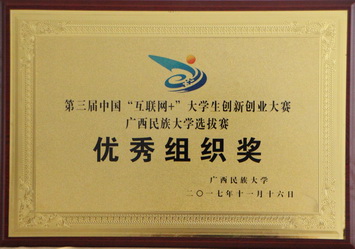 第三届中国“互联网+”大学生创新创业大赛
广西民族大学选拔赛
优秀组织奖
广西民族大学
二〇一七年十一月十六日